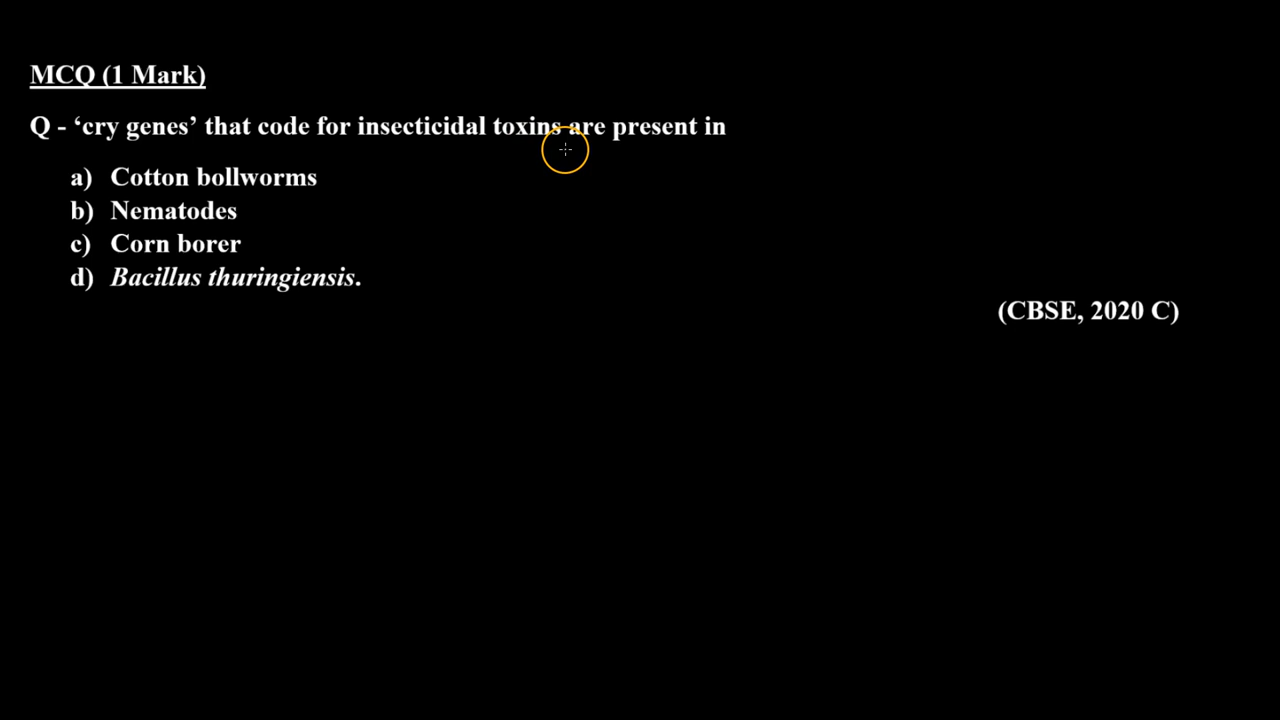 MCQ (1 Mark)
Q - ‘cry genes’ that code for insecticidal toxins are present in
a) Cotton bollworms
b) Nematodes
c) Corn borer
d) Bacillus thuringiensis.
(CBSE, 2020 C)